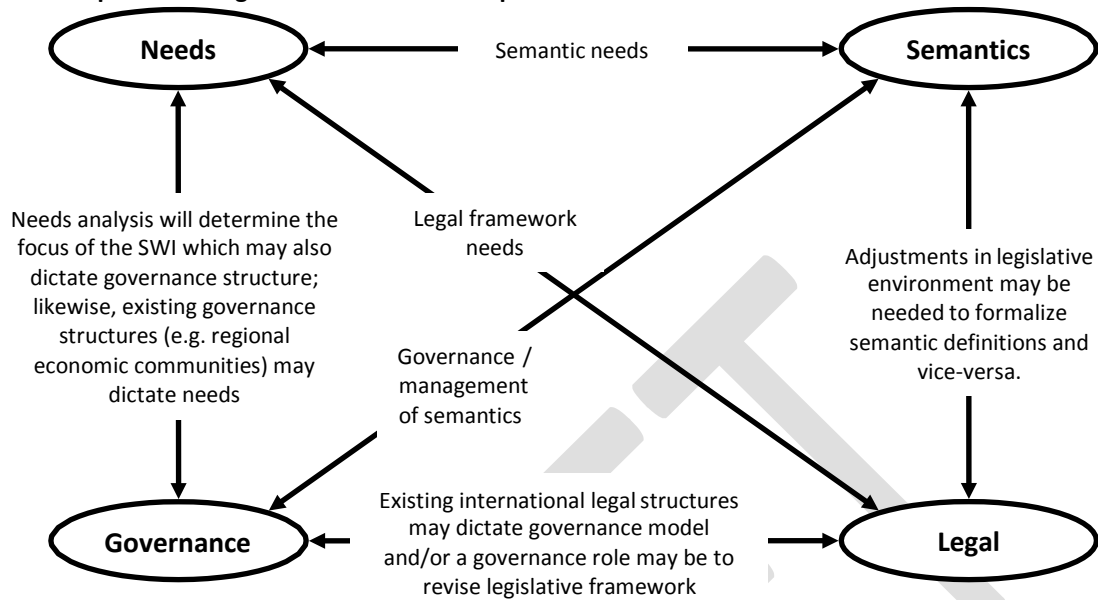 Needs
Semantic needs
Semantics
Needs analysis will determine the
focus of the SWI which may also
dictate governance structure;
likewise, existing governance
structures (e.g. regional
economic communities) may
dictate needs
Legal framework
needs
Adjustments in legislative
environment may be
needed to formalize
semantic definitions and
vice-versa.
Governance /
management
of semantics
Governance
Existing international legal structures
may dictate governance model
and/or a governance role may be to
revise legislative framework
Legal